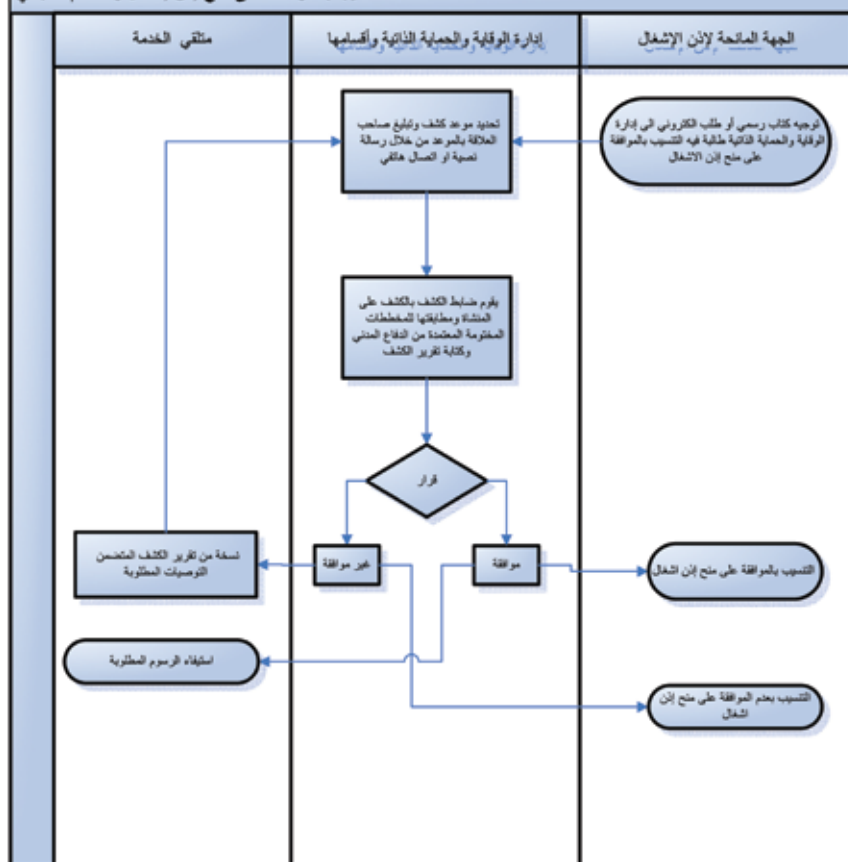 الجهة المانحة لإذن الإشغال
إدارة الوقاية والحماية الذاتية وأقسامها
متلقي الخدمة
توجيه كتاب رسمي أو طلب الكتروني الى إدارة
الوقاية والحماية الذاتية طالبة فيه التنسيب بالموافقة
على منح إذن الاشغال
تحديد موعد كشف وتبليغ صاحب
العلاقة بالموعد من خلال رسالة
نصية او اتصال هاتفي
يقوم ضابط الكشف بالكشف على
المنشاة ومطابقتها للمخططات
المختومة المعتمدة من الدفاع المدني
وكتابة تقرير الكشف
قرار
موافقة
غير موافقة
التنسيب بالموافقة على منح إذن اشغال
نسخة من تقرير الكشف المتضمن
التوصيات المطلوبة
استيفاء الرسوم المطلوبة
التنسيب بعدم الموافقة على منح إذن
اشغال